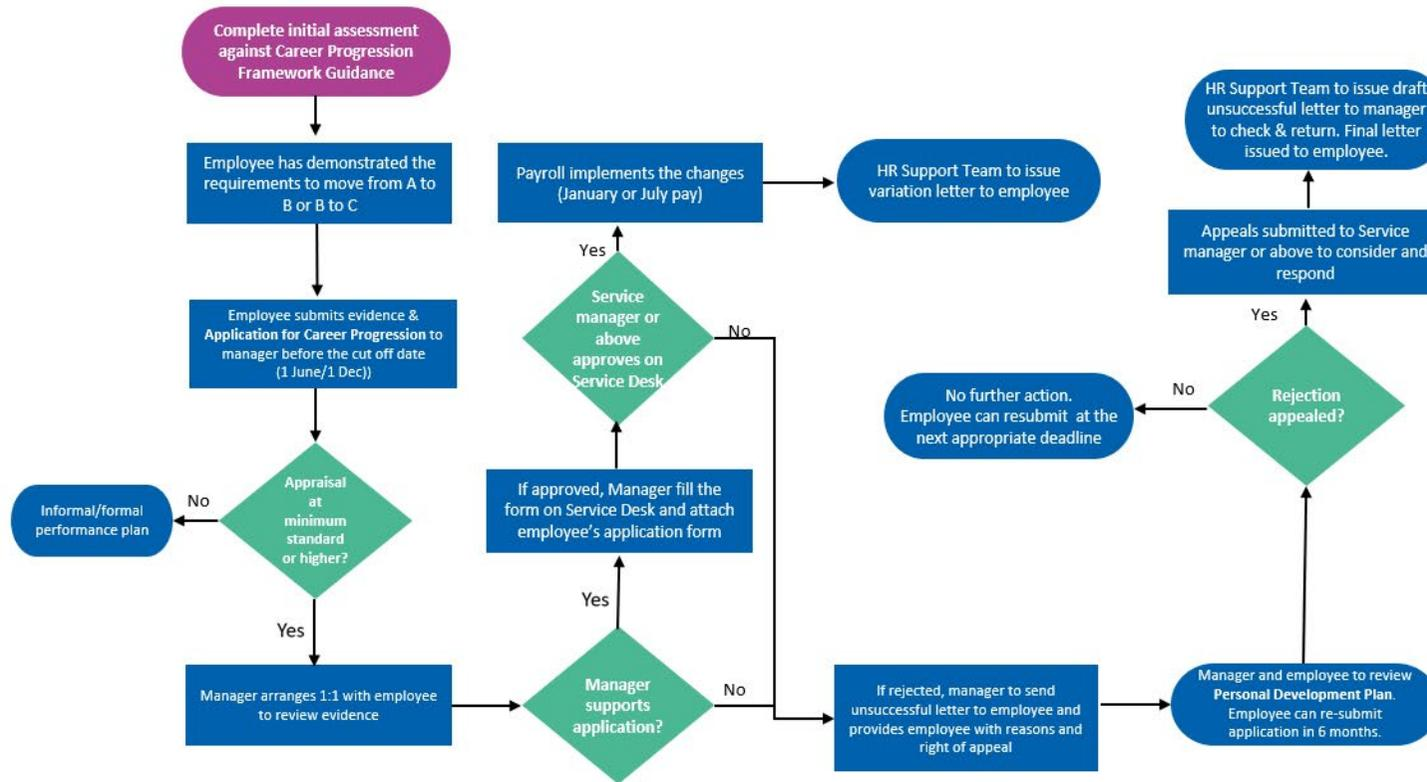 Complete initial assessment
against Career Progression
Framework Guidance
Employee has demonstrated the
requirements to move from A to
B or B to C
Employee submits evidence &
Application for Career Progression to
manager before the cut off date
(1 June/1 Dec))
Appraisal
at
minimum
standard
or higher?
No
Informal/formal
performance plan
Yes
Manager arranges 1:1 with employee
to review evidence
Manager
supports
application?
Yes
No
If approved, Manager fill the
form on Service Desk and attach
employee's application form
Service
manager or
above
approves on
Service Desk
Yes
No
Payroll implements the changes
(January or July pay)
HR Support Team to issue
variation letter to employee
If rejected, manager to send
unsuccessful letter to employee and
provides employee with reasons and
right of appeal
Manager and employee to review
Personal Development Plan.
Employee can re-submit
application in 6 months.
Rejection
appealed?
No
No further action.
Employee can resubmit at the
next appropriate deadline
Yes
Appeals submitted to Service
manager or above to consider and
respond
HR Support Team to issue draft
unsuccessful letter to manager
to check & return. Final letter
issued to employee.